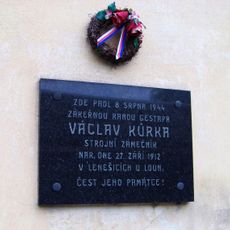 ZDE PADL 8. SRPNA 1944
ZÁKEŘNOU RANOU GESTAPA
VÁCLAV KŮRKA
STROJNÍ ZÁMEČNÍK
NAR. DNE 27. ZÁŘÍ 1912
V LENEŠICÍCH U LOUN.
ČEST JEHO PAMÁTCE!